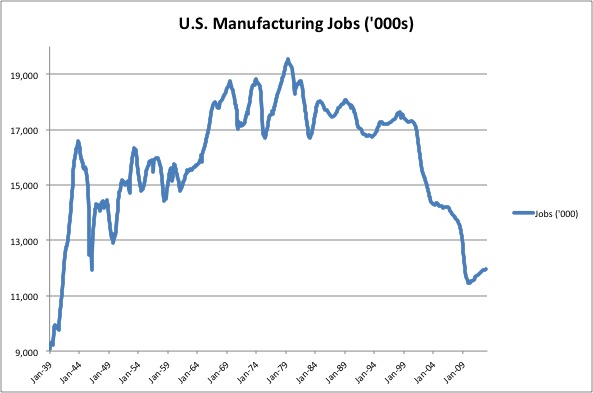 U.S. Manufacturing Jobs ('000s)
19,000
17,000
15,000
13,000
11,000
9,000
Jan-39
Jan-44
Jan-49
Jan-54
Jan-59
Jan-64
Jan-69
Jan-74
Jan-79
Jan-84
Jan-89
Jan-94
Jan-99
Jan-04
Jan-09
Jobs ('000)